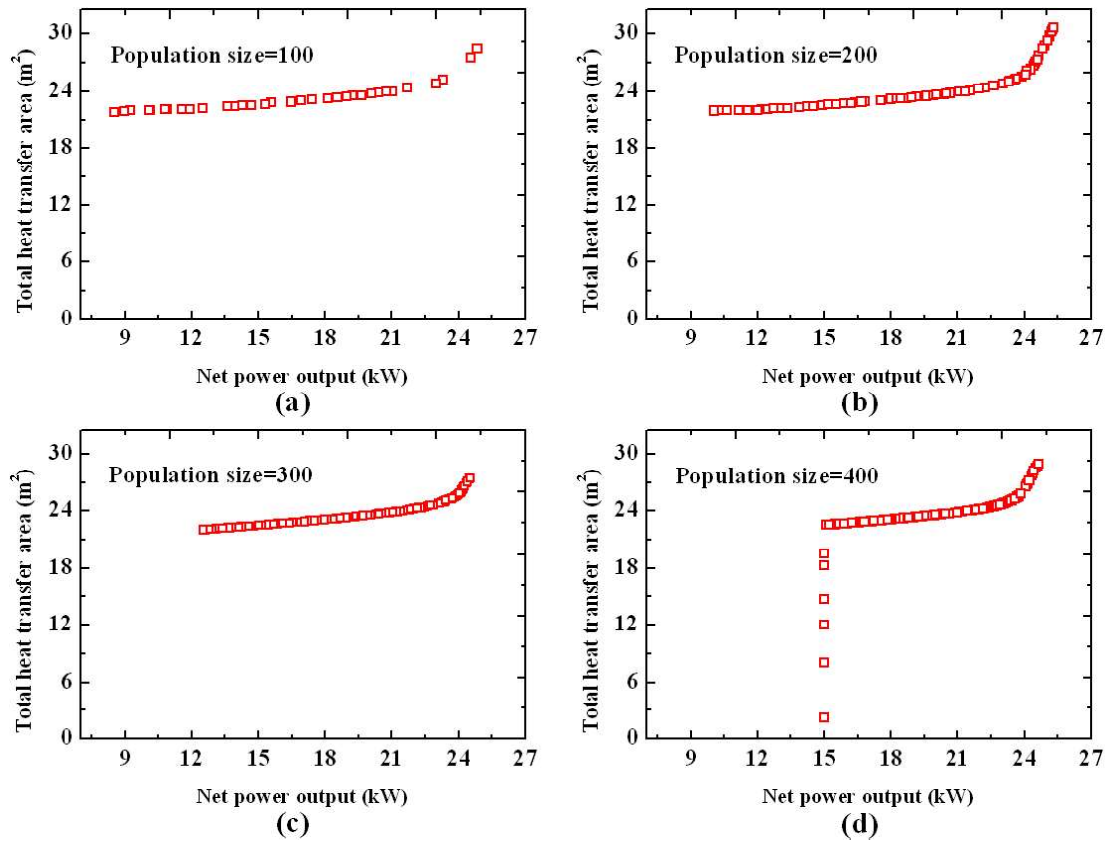 Population size=100
Total heat transfer area (m²)
30
24
18
12
6
0
9 12 15 18 21 24 27
Net power output (kW)
(a)
Population size=200
Total heat transfer area (m²)
30
24
18
12
6
0
9 12 15 18 21 24 27
Net power output (kW)
(b)
Population size=300
Total heat transfer area (m²)
30
24
18
12
6
0
9 12 15 18 21 24 27
Net power output (kW)
(c)
Population size=400
Total heat transfer area (m²)
30
24
18
12
6
0
9 12 15 18 21 24 27
Net power output (kW)
(d)